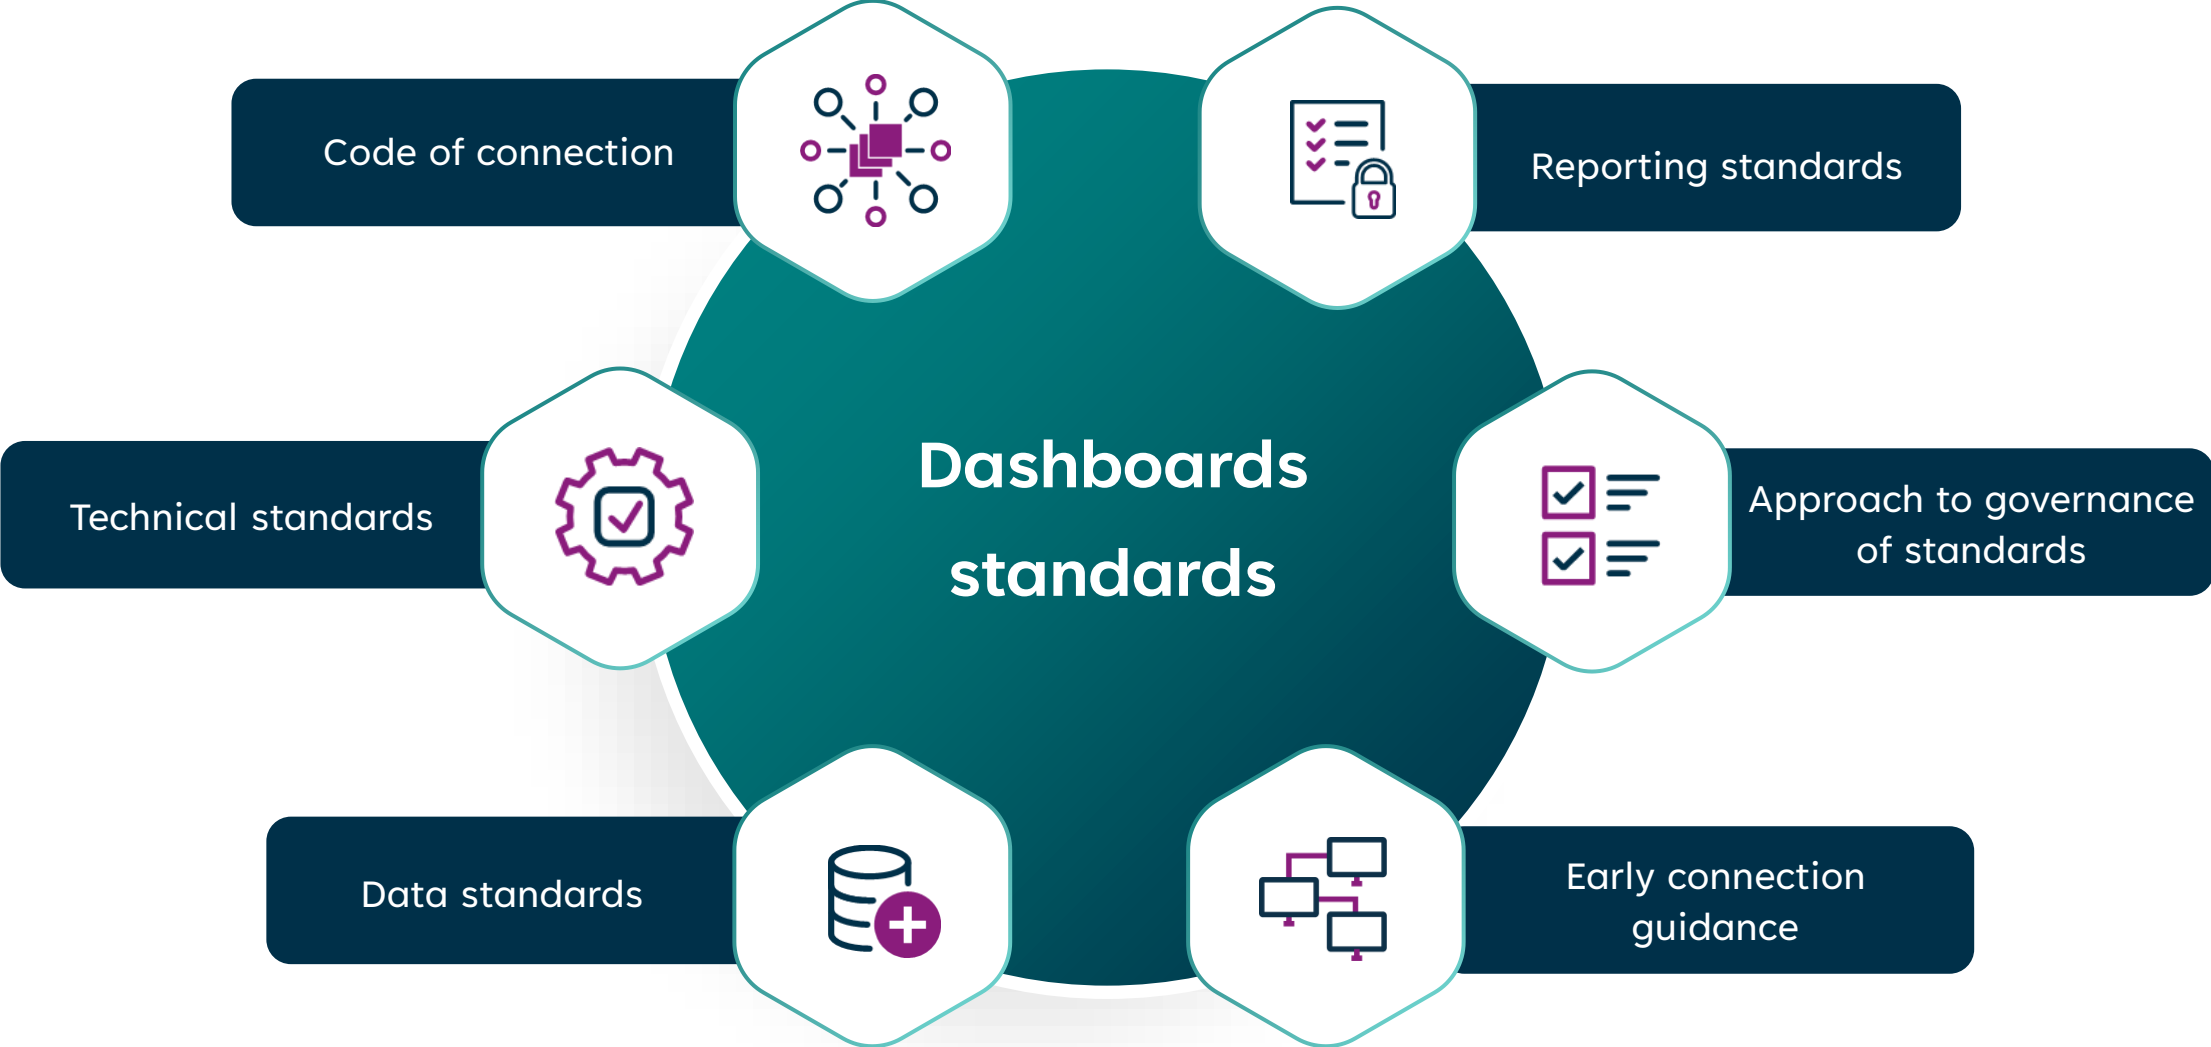 Code of connection
Reporting standards
Dashboards
standards
Technical standards
Approach to governance
of standards
Data standards
Early connection
guidance